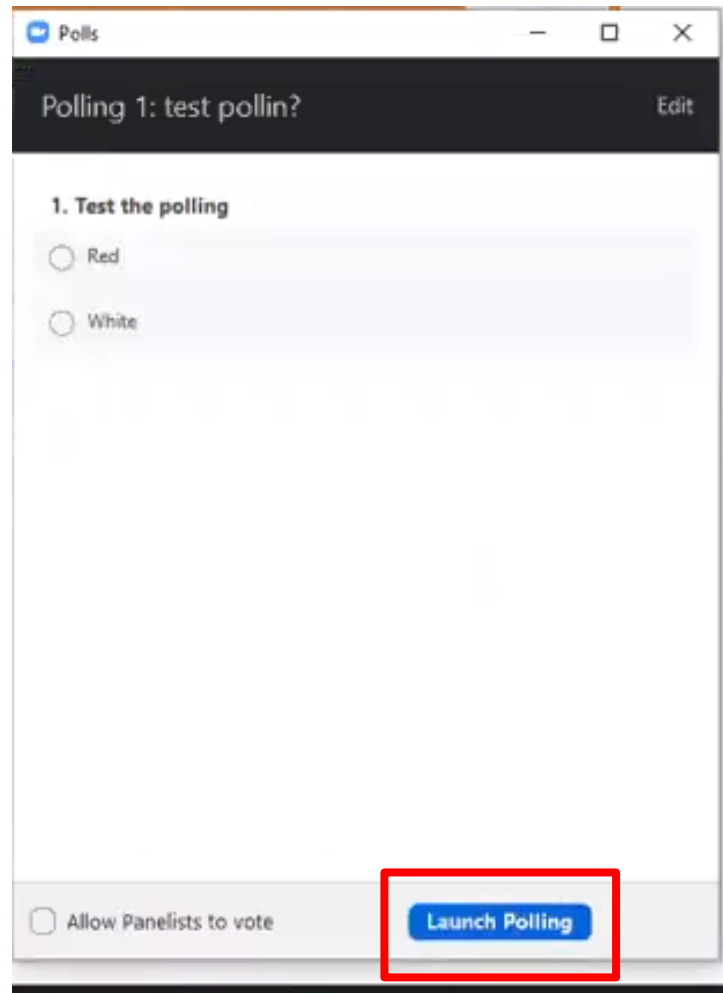 Polls
Polling 1: test pollin?
Edit
1. Test the polling
Red
White
Allow Panelists to vote
Launch Polling